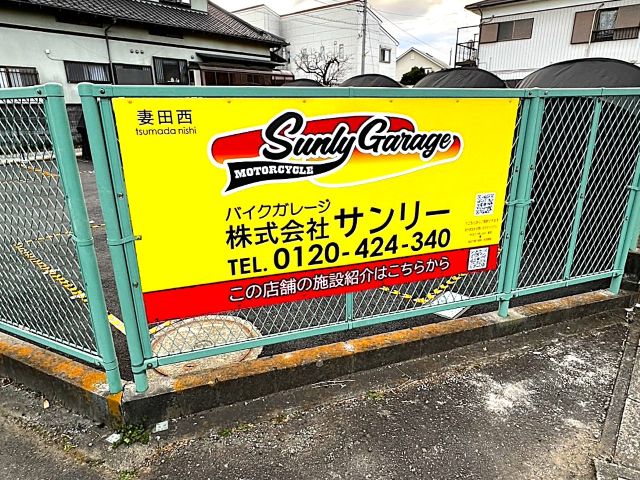 妻田西
tsumada nishi
Sunly Garage
MOTORCYCLE
バイクガレージ
株式会社 サンリー
TEL. 0120-424-340
この店舗の施設紹介はこちらから